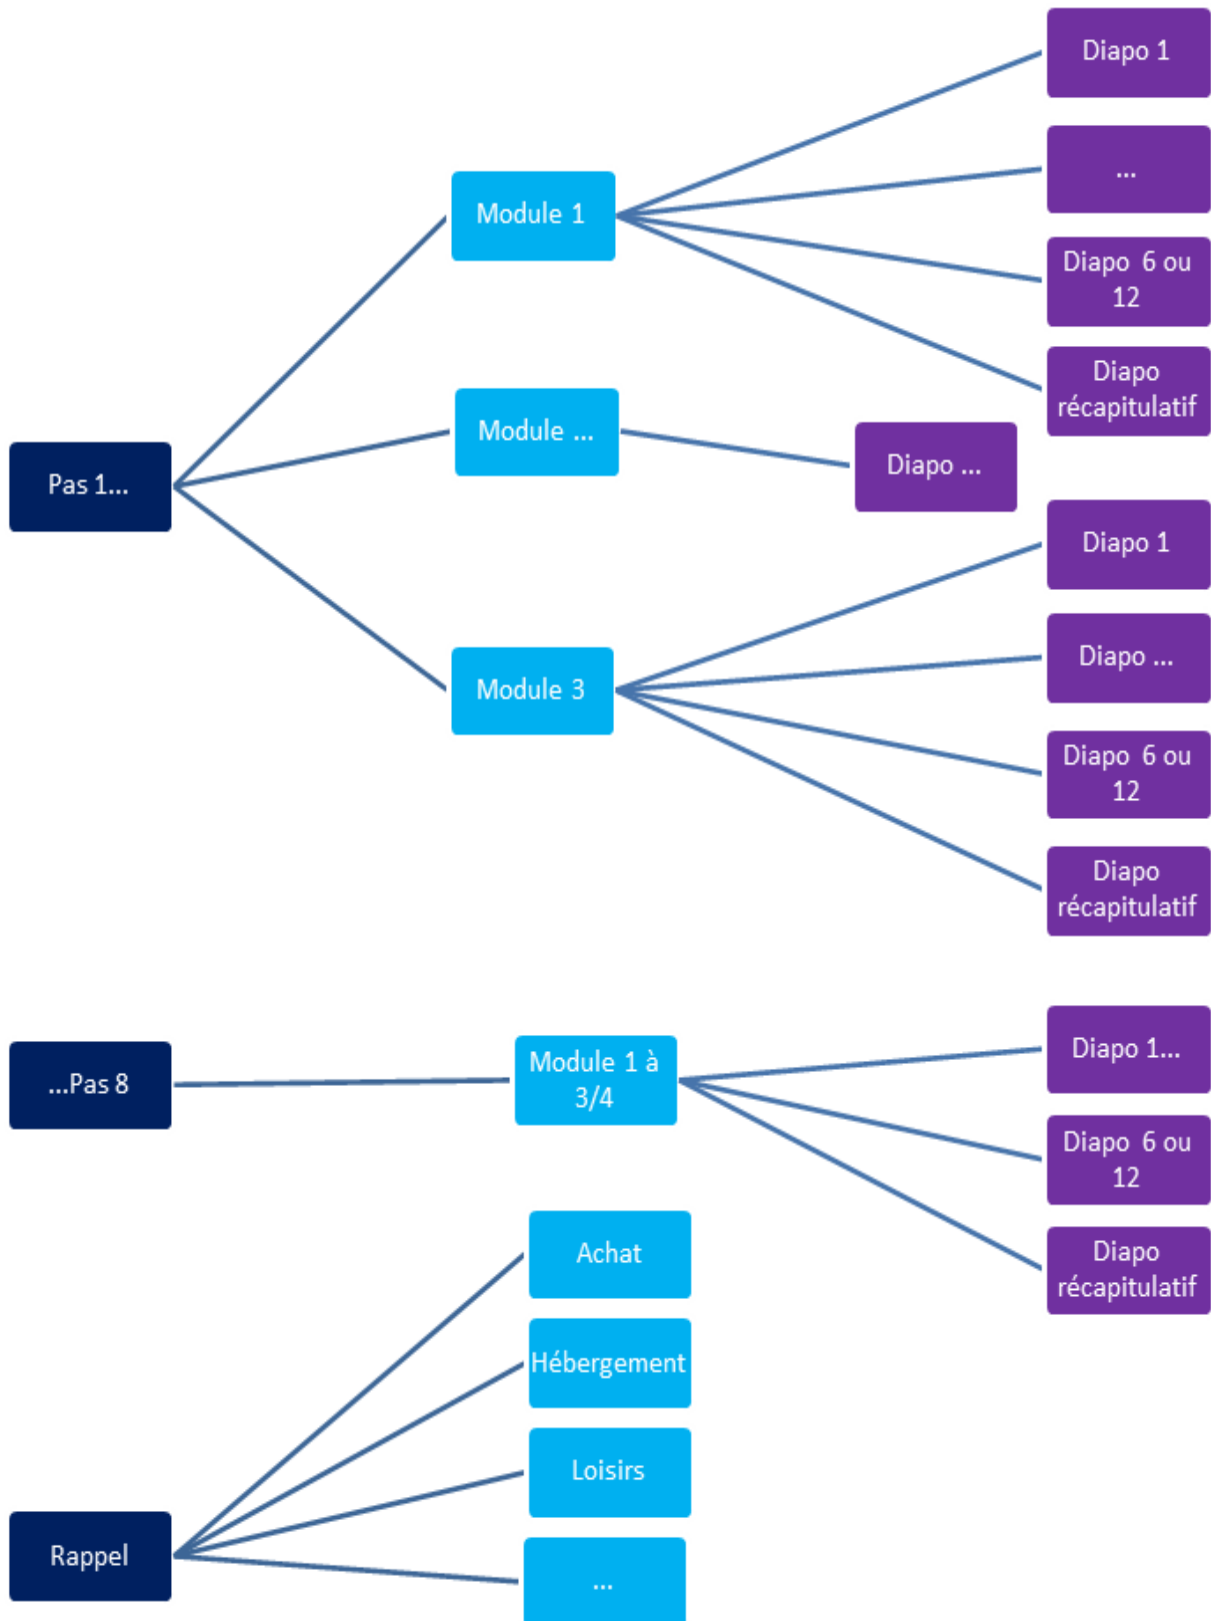 Diapo 1
...
Module 1
Diapo 6 ou
12
Diapo
récapitulatif
Module ...
Diapo ...
Pas 1...
Diapo 1
Diapo ...
Module 3
Diapo 6 ou
12
Diapo
récapitulatif
...Pas 8
Module 1 à
3/4
Diapo 1...
Diapo 6 ou
12
Diapo
récapitulatif
Achat
Hébergement
Loisirs
Rappel
...